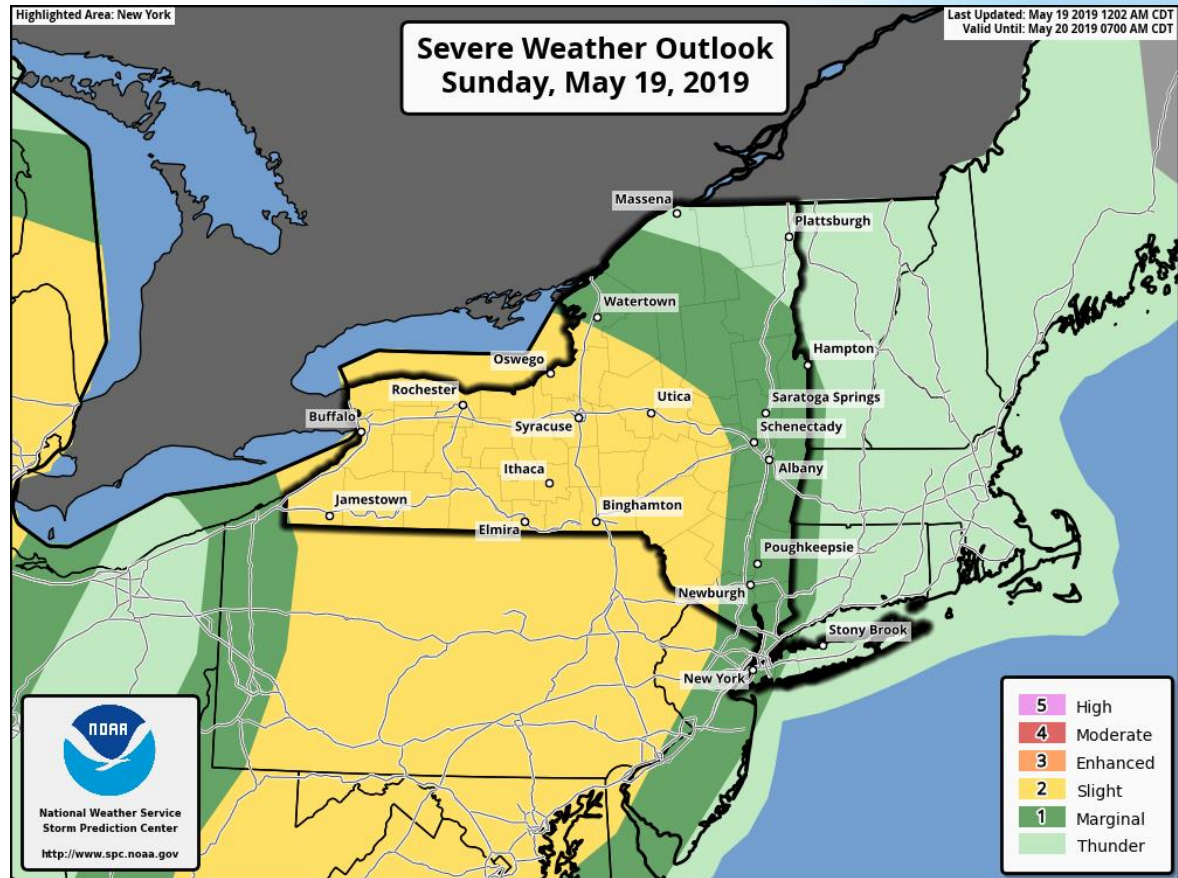 Highlighted Area: New York
Last Updated: May 19 2019 1202 AM CDT
Valid Until: May 20 2019 0700 AM CDT
Severe Weather Outlook
Sunday, May 19, 2019
Massena
Plattsburgh
Watertown
Hampton
Oswego
Rochester
Utica
Saratoga Springs
Buffalo
Syracuse
Schenectady
Albany
Ithaca
Jamestown
Binghamton
Elmira
Poughkeepsie
Newburgh
Stony Brook
New York
NOAA
National Weather Service
Storm Prediction Center
http://www.spc.noaa.gov
5 High
4 Moderate
3 Enhanced
2 Slight
1 Marginal
Thunder